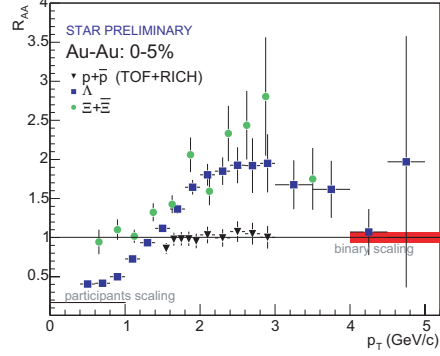 R_AA
4
3.5
3
2.5
2
1.5
1
0.5
STAR PRELIMINARY
Au-Au: 0-5%
p+p̅ (TOF+RICH)
Λ
Ξ+Ξ̅
binary scaling
participants scaling
0 1 2 3 4 5
p_T (GeV/c)